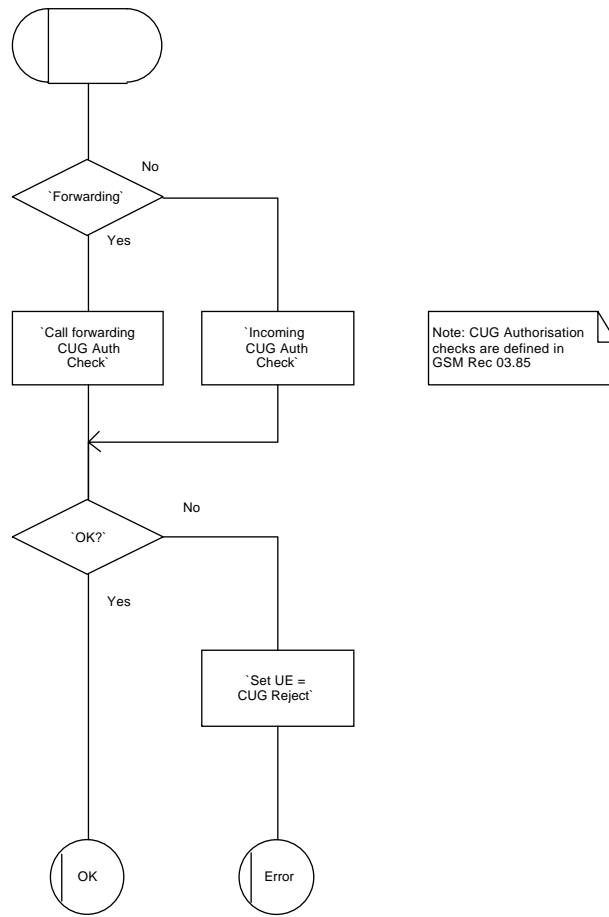 No
`Forwarding`
Yes
`Call forwarding
CUG Auth
Check`
`Incoming
CUG Auth
Check`
Note: CUG Authorisation
checks are defined in
GSM Rec 03.85
No
`OK?`
Yes
`Set UE =
CUG Reject`
OK
Error